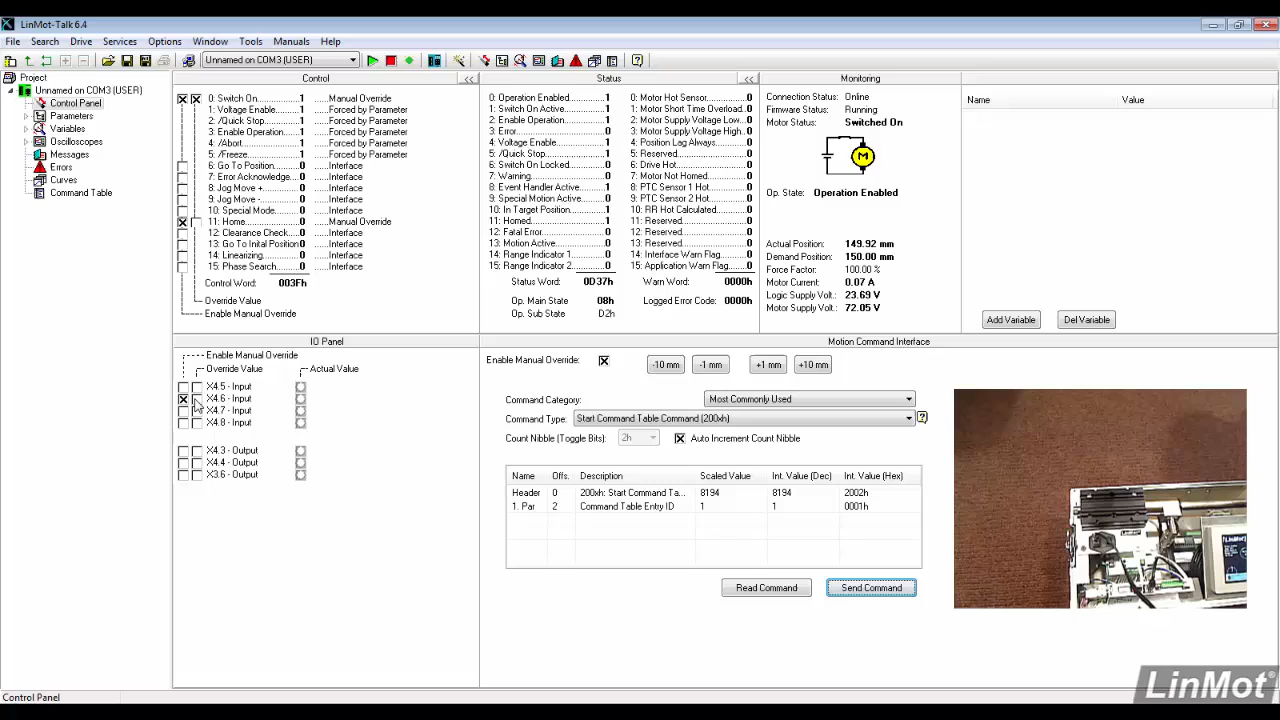 LinMot-Talk 6.4
File Search Drive Services Options Window Tools Manuals Help
Unnamed on COM3 (USER)
Project
Unnamed on COM3 (USER)
Control Panel
Parameters
Variables
Oscilloscopes
Messages
Errors
Curves
Command Table
Control <<
0: Switch On 1 Manual Override
1: Voltage Enable 1 Forced by Parameter
2: /Quick Stop 1 Forced by Parameter
3: Enable Operation 1 Forced by Parameter
4: /Abort 1 Forced by Parameter
5: /Freeze 1 Forced by Parameter
6: Go To Position 0 Interface
7: Error Acknowledge 0 Interface
8: Jog Move + 0 Interface
9: Jog Move - 0 Interface
10: Special Mode 0 Interface
11: Home 0 Manual Override
12: Clearance Check 0 Interface
13: Go To Inital Position 0 Interface
14: Linearizing 0 Interface
15: Phase Search 0 Interface
Control Word: 003Fh
Override Value
Enable Manual Override
Status <<
0: Operation Enabled 1 0: Motor Hot Sensor 0
1: Switch On Active 1 1: Motor Short Time Overload 0
2: Enable Operation 1 2: Motor Supply Voltage Low 0
3: Error 0 3: Motor Supply Voltage High 0
4: Voltage Enable 1 4: Position Lag Always 0
5: /Quick Stop 1 5: Reserved 0
6: Switch On Locked 0 6: Drive Hot 0
7: Warning 0 7: Motor Not Homed 0
8: Event Handler Active 1 8: PTC Sensor 1 Hot 0
9: Special Motion Active 0 9: PTC Sensor 2 Hot 0
10: In Target Position 1 10: RR Hot Calculated 0
11: Homed 1 11: Reserved 0
12: Fatal Error 0 12: Reserved 0
13: Motion Active 0 13: Reserved 0
14: Range Indicator 1 0 14: Interface Warn Flag 0
15: Range Indicator 2 0 15: Application Warn Flag 0
Status Word: 0D37h Warn Word: 0000h
Op. Main State 08h Logged Error Code: 0000h
Op. Sub State D2h
Monitoring
Connection Status: Online
Firmware Status: Running
Motor Status: Switched On
M
Op. State: Operation Enabled
Actual Position: 149.92 mm
Demand Position: 150.00 mm
Force Factor: 100.00 %
Motor Current: 0.07 A
Logic Supply Volt.: 23.69 V
Motor Supply Volt.: 72.05 V
Name Value
Add Variable Del Variable
IO Panel
Enable Manual Override
Override Value Actual Value
X4.5 - Input
X4.6 - Input
X4.7 - Input
X4.8 - Input
X4.3 - Output
X4.4 - Output
X3.6 - Output
Motion Command Interface
Enable Manual Override: -10 mm -1 mm +1 mm +10 mm
Command Category: Most Commonly Used
Command Type: Start Command Table Command (200xh)
Count Nibble (Toggle Bits): 2h Auto Increment Count Nibble
Name Offs. Description Scaled Value Int. Value (Dec) Int. Value (Hex)
Header 0 200xh: Start Command Ta... 8194 8194 2002h
1. Par 2 Command Table Entry ID 1 1 0001h
Read Command Send Command
LinMot®
Control Panel